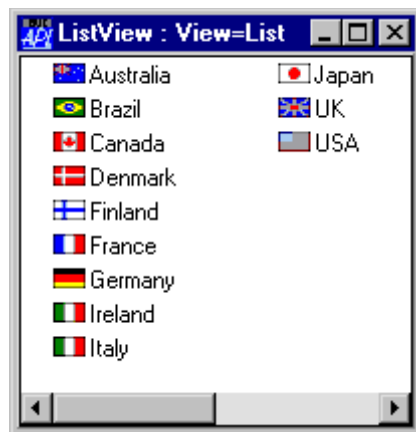 ListView : View=List
Australia
Brazil
Canada
Denmark
Finland
France
Germany
Ireland
Italy
Japan
UK
USA